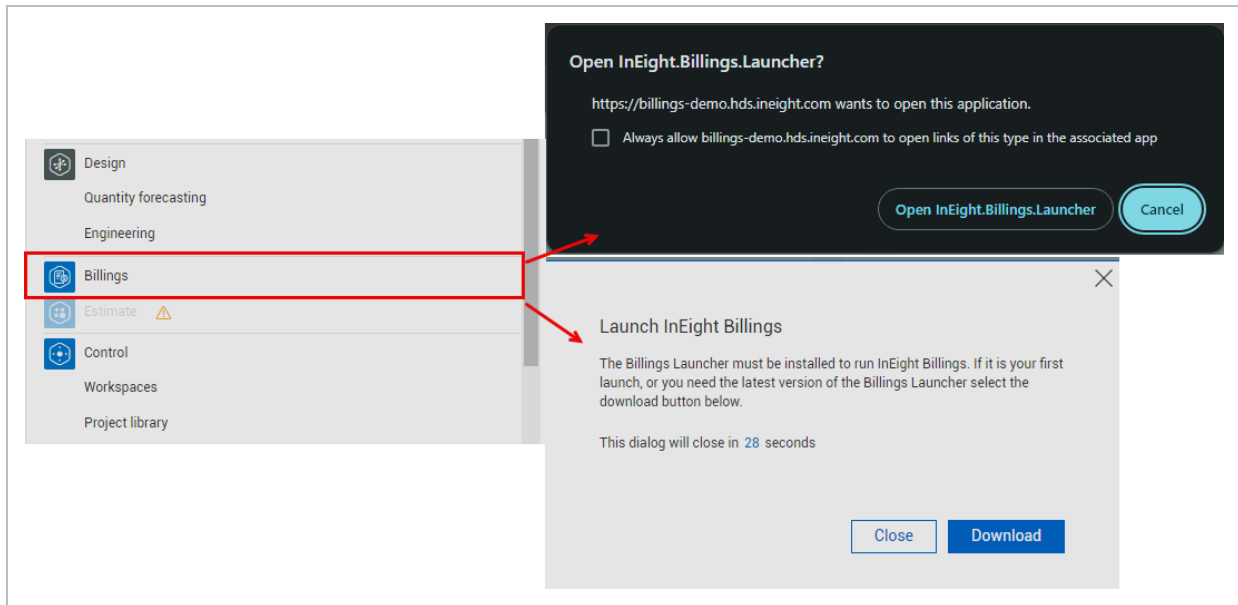 Design
Quantity forecasting
Engineering
Billings
Estimate
Control
Workspaces
Project library
Open InEight.Billings.Launcher?
https://billings-demo.hds.ineight.com wants to open this application.
Always allow billings-demo.hds.ineight.com to open links of this type in the associated app
Open InEight.Billings.Launcher
Cancel
Launch InEight Billings
The Billings Launcher must be installed to run InEight Billings. If it is your first
launch, or you need the latest version of the Billings Launcher select the
download button below.
This dialog will close in 28 seconds
Close
Download